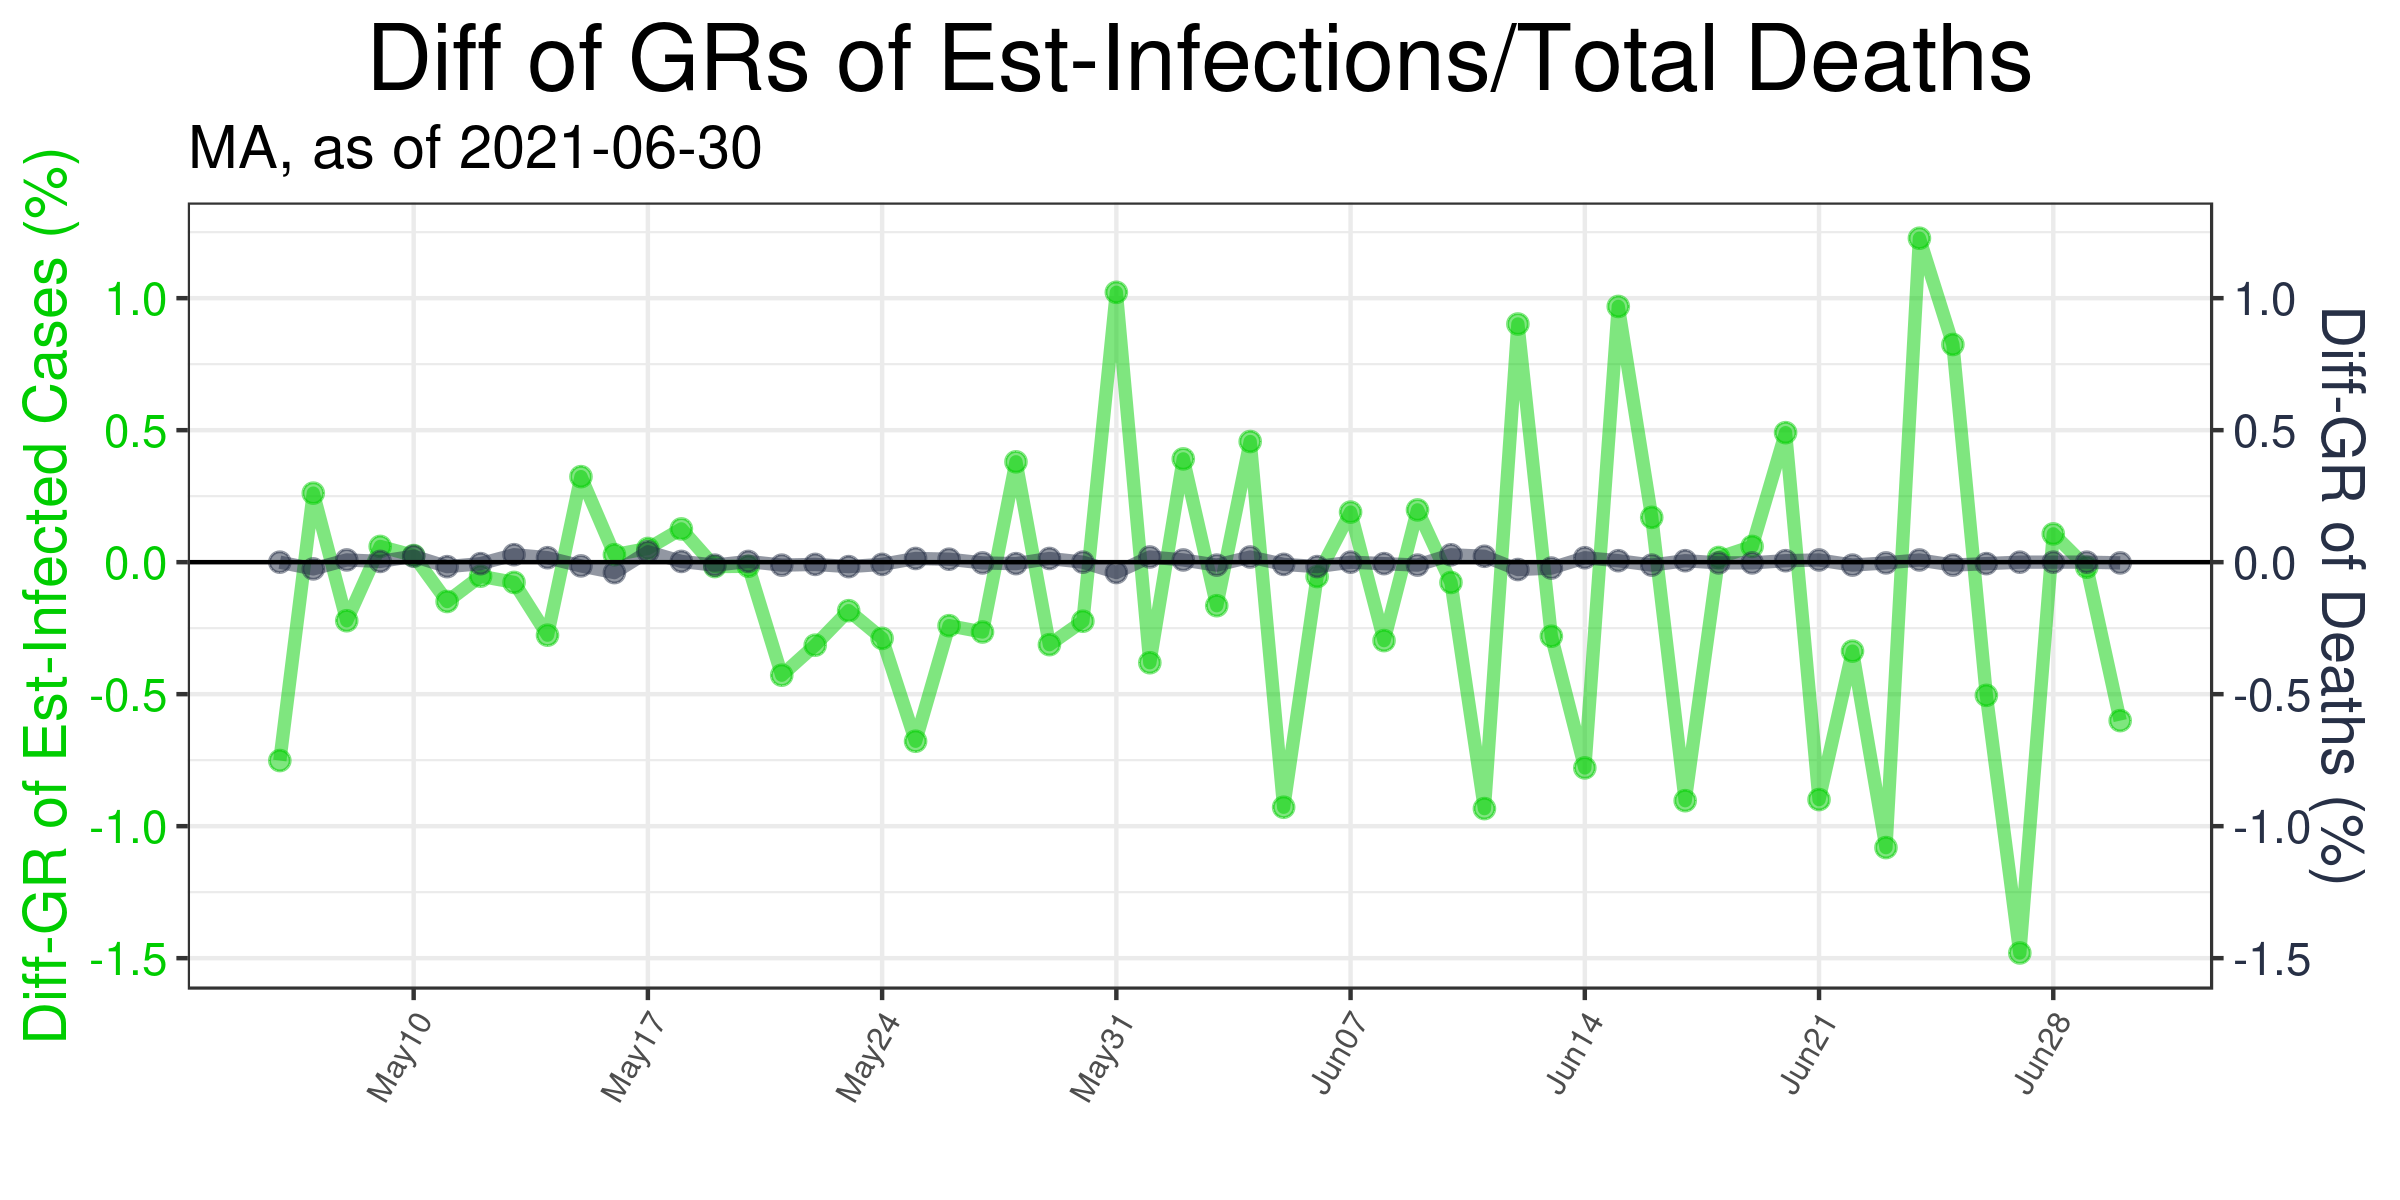 Diff of GRs of Est-Infections/Total Deaths
MA, as of 2021-06-30
Diff-GR of Est-Infected Cases (%)
1.0
0.5
0.0
-0.5
-1.0
-1.5
1.0
0.5
0.0
-0.5
-1.0
-1.5
Diff-GR of Deaths (%)
May10
May17
May24
May31
Jun07
Jun14
Jun21
Jun28